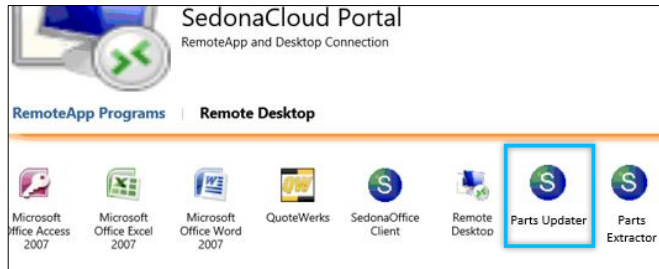 SedonaCloud Portal
RemoteApp and Desktop Connection
RemoteApp Programs | Remote Desktop
Microsoft Office Access 2007
Microsoft Office Excel 2007
Microsoft Office Word 2007
QuoteWerks
SedonaOffice Client
Remote Desktop
Parts Updater
Parts Extractor